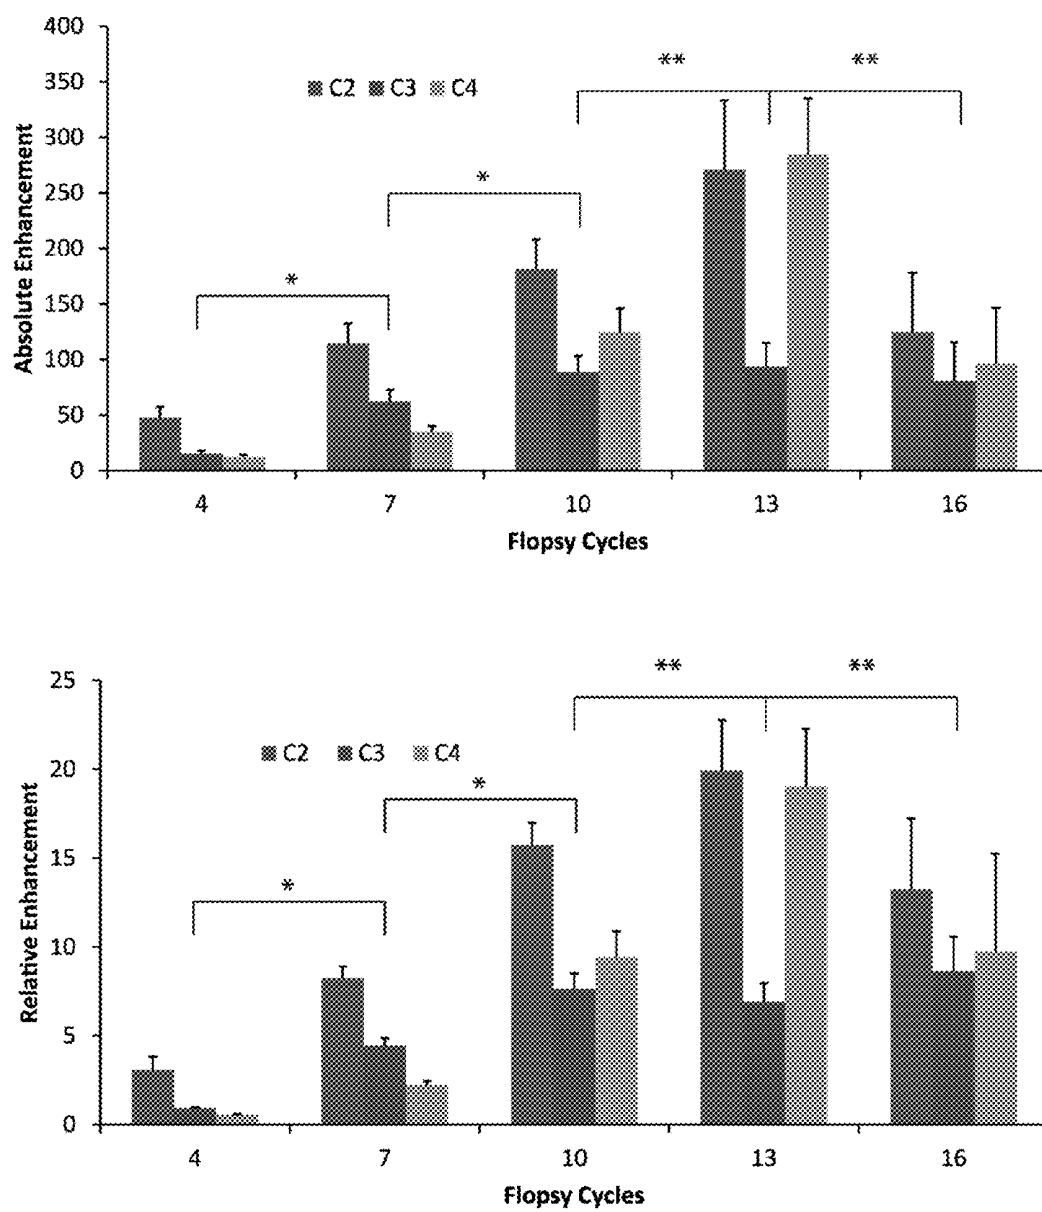 400
350
300
250
200
150
100
50
0
Absolute Enhancement
C2 C3 C4
*
*
**
**
4 7 10 13 16
Flopsy Cycles
25
20
15
10
5
0
Relative Enhancement
C2 C3 C4
*
*
**
**
4 7 10 13 16
Flopsy Cycles